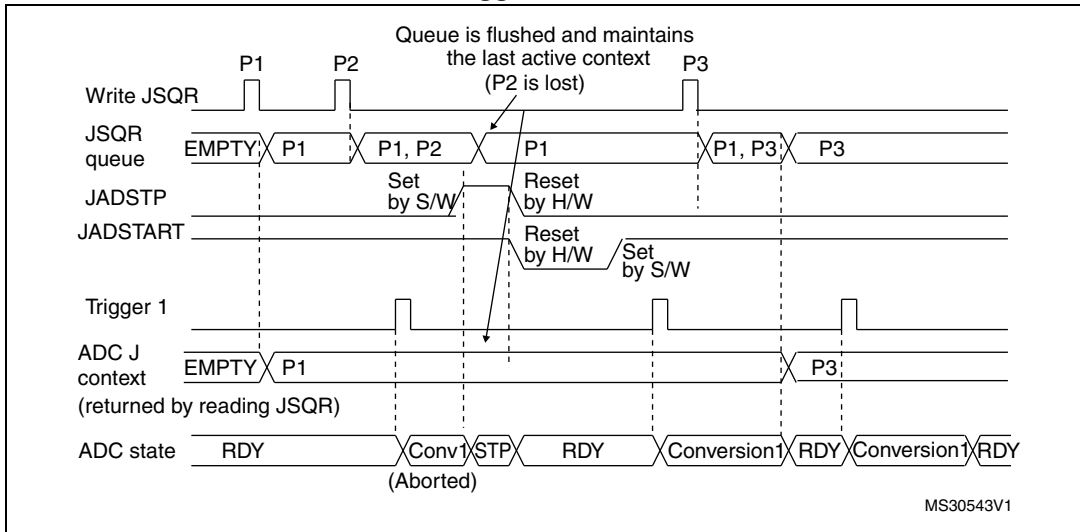 Queue is flushed and maintains
the last active context
(P2 is lost)
P1 P2 P3
Write JSQR
JSQR
queue
EMPTY P1 P1, P2 P1 P1, P3 P3
Set
by S/W
Reset
by H/W
JADSTP
JADSTART
Reset
by H/W
Set
by S/W
Trigger 1
ADC J
context
(returned by reading JSQR)
EMPTY P1 P3
ADC state RDY Conv1 STP RDY Conversion1 RDY Conversion1 RDY
(Aborted)
MS30543V1